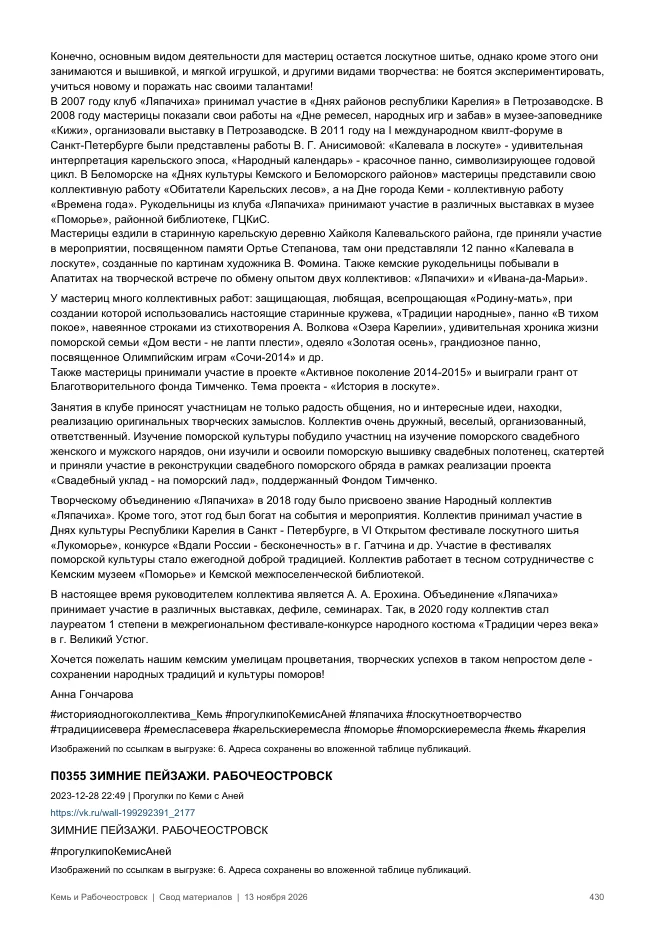 Конечно, основным видом деятельности для мастериц остается лоскутное шитье, однако кроме этого они
занимаются и вышивкой, и мягкой игрушкой, и другими видами творчества: не боятся экспериментировать,
учиться новому и поражать нас своими талантами!
В 2007 году клуб «Ляпачиха» принимал участие в «Днях районов республики Карелия» в Петрозаводске. В
2008 году мастерицы показали свои работы на «Дне ремесел, народных игр и забав» в музее-заповеднике
«Кижи», организовали выставку в Петрозаводске. В 2011 году на I международном квилт-форуме в
Санкт-Петербурге были представлены работы В. Г. Анисимовой: «Калевала в лоскуте» - удивительная
интерпретация карельского эпоса, «Народный календарь» - красочное панно, символизирующее годовой
цикл. В Беломорске на «Днях культуры Кемского и Беломорского районов» мастерицы представили свою
коллективную работу «Обитатели Карельских лесов», а на Дне города Кеми - коллективную работу
«Времена года». Рукодельницы из клуба «Ляпачиха» принимают участие в различных выставках в музее
«Поморье», районной библиотеке, ГЦКиС.
Мастерицы ездили в старинную карельскую деревню Хайколя Калевальского района, где приняли участие
в мероприятии, посвященном памяти Ортье Степанова, там они представляли 12 панно «Калевала в
лоскуте», созданные по картинам художника В. Фомина. Также кемские рукодельницы побывали в
Апатитах на творческой встрече по обмену опытом двух коллективов: «Ляпачихи» и «Ивана-да-Марьи».
У мастериц много коллективных работ: защищающая, любящая, всепрощающая «Родину-мать», при
создании которой использовались настоящие старинные кружева, «Традиции народные», панно «В тихом
покое», навеянное строками из стихотворения А. Волкова «Озера Карелии», удивительная хроника жизни
поморской семьи «Дом вести - не лапти плести», одеяло «Золотая осень», грандиозное панно,
посвященное Олимпийским играм «Сочи-2014» и др.
Также мастерицы принимали участие в проекте «Активное поколение 2014-2015» и выиграли грант от
Благотворительного фонда Тимченко. Тема проекта - «История в лоскуте».
Занятия в клубе приносят участницам не только радость общения, но и интересные идеи, находки,
реализацию оригинальных творческих замыслов. Коллектив очень дружный, веселый, организованный,
ответственный. Изучение поморской культуры побудило участниц на изучение поморского свадебного
женского и мужского нарядов, они изучили и освоили поморскую вышивку свадебных полотенец, скатертей
и приняли участие в реконструкции свадебного поморского обряда в рамках реализации проекта
«Свадебный уклад - на поморский лад», поддержанный Фондом Тимченко.
Творческому объединению «Ляпачиха» в 2018 году было присвоено звание Народный коллектив
«Ляпачиха». Кроме того, этот год был богат на события и мероприятия. Коллектив принимал участие в
Днях культуры Республики Карелия в Санкт - Петербурге, в VI Открытом фестивале лоскутного шитья
«Лукоморье», конкурсе «Вдали России - бесконечность» в г. Гатчина и др. Участие в фестивалях
поморской культуры стало ежегодной доброй традицией. Коллектив работает в тесном сотрудничестве с
Кемским музеем «Поморье» и Кемской межпоселенческой библиотекой.
В настоящее время руководителем коллектива является А. А. Ерохина. Объединение «Ляпачиха»
принимает участие в различных выставках, дефиле, семинарах. Так, в 2020 году коллектив стал
лауреатом 1 степени в межрегиональном фестивале-конкурсе народного костюма «Традиции через века»
в г. Великий Устюг.
Хочется пожелать нашим кемским умелицам процветания, творческих успехов в таком непростом деле -
сохранении народных традиций и культуры поморов!
Анна Гончарова
#историяодногоколлектива_Кемь #прогулкипоКемисАней #ляпачиха #лоскутноетворчество
#традициисевера #ремесласевера #карельскиеремесла #поморье #поморскиеремесла #кемь #карелия
Изображений по ссылкам в выгрузке: 6. Адреса сохранены во вложенной таблице публикаций.
П0355 ЗИМНИЕ ПЕЙЗАЖИ. РАБОЧЕОСТРОВСК
2023-12-28 22:49 | Прогулки по Кеми с Аней
https://vk.ru/wall-199292391_2177
ЗИМНИЕ ПЕЙЗАЖИ. РАБОЧЕОСТРОВСК
#прогулкипоКемисАней
Изображений по ссылкам в выгрузке: 6. Адреса сохранены во вложенной таблице публикаций.
Кемь и Рабочеостровск | Свод материалов | 13 ноября 2026
430